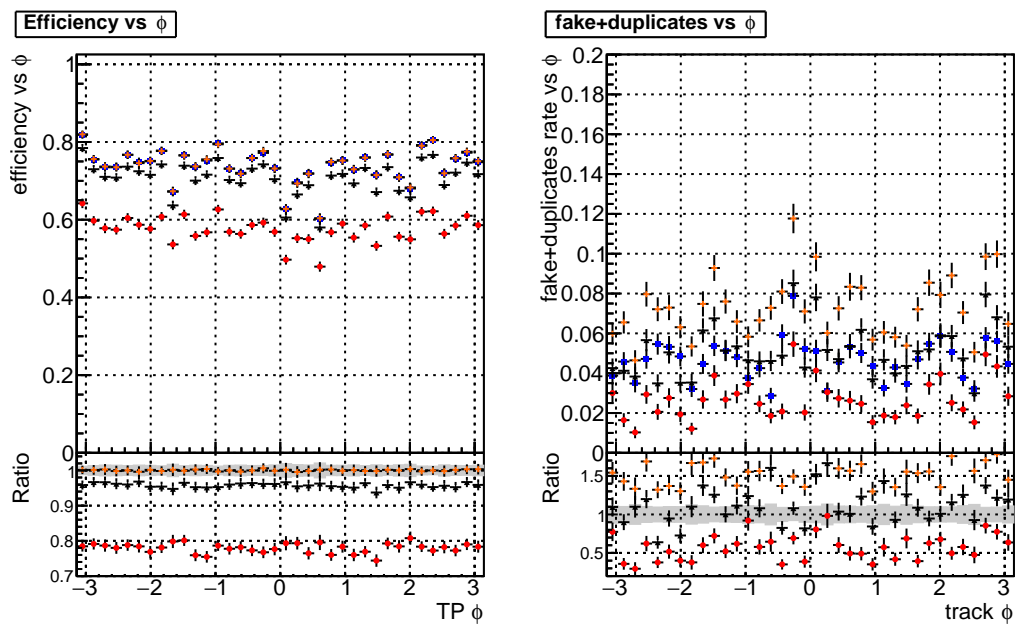 Efficiency vs ϕ
efficiency vs ϕ
1
0.8
0.6
0.4
0.2
0
Ratio
1
0.9
0.8
0.7
−3 −2 −1 0 1 2 3
TP ϕ
fake+duplicates vs ϕ
fake+duplicates rate vs ϕ
0.2
0.18
0.16
0.14
0.12
0.1
0.08
0.06
0.04
0.02
0
Ratio
1.5
1
0.5
−3 −2 −1 0 1 2 3
track ϕ